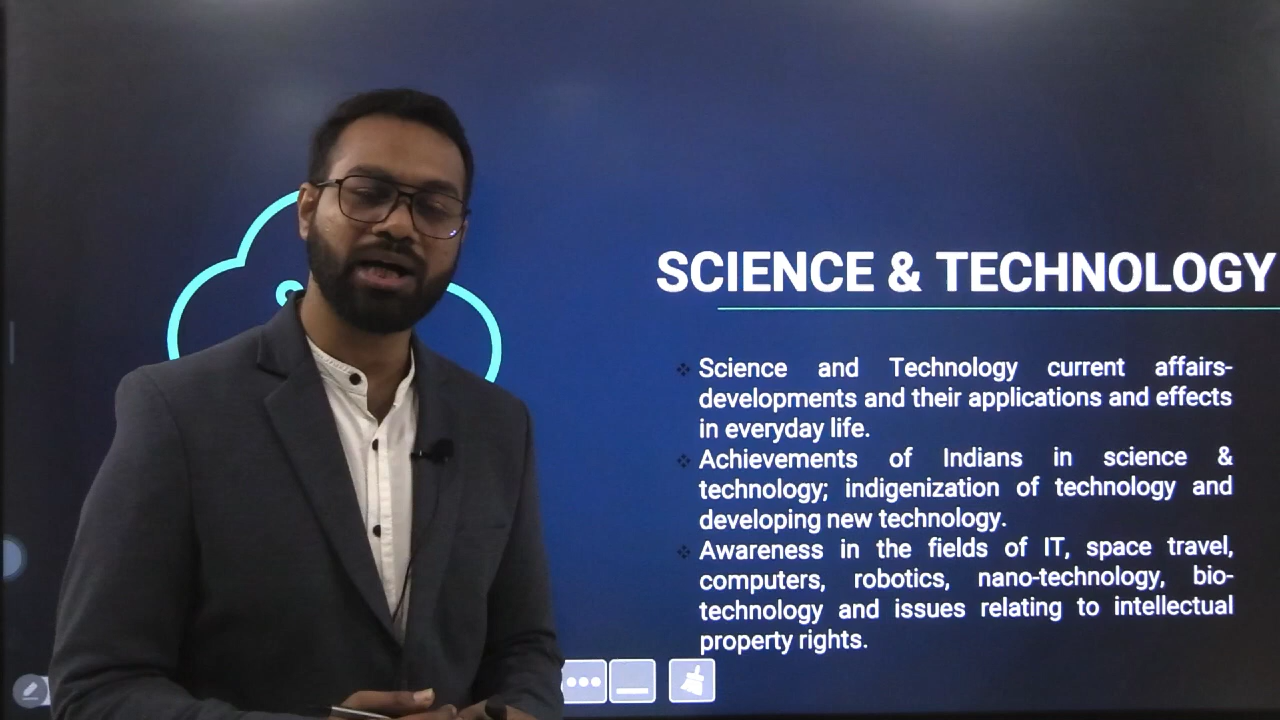 SCIENCE & TECHNOLOGY
Science and Technology current affairs-
developments and their applications and effects
in everyday life.
Achievements of Indians in science &
technology; indigenization of technology and
developing new technology.
Awareness in the fields of IT, space travel,
computers, robotics, nano-technology, bio-
technology and issues relating to intellectual
property rights.